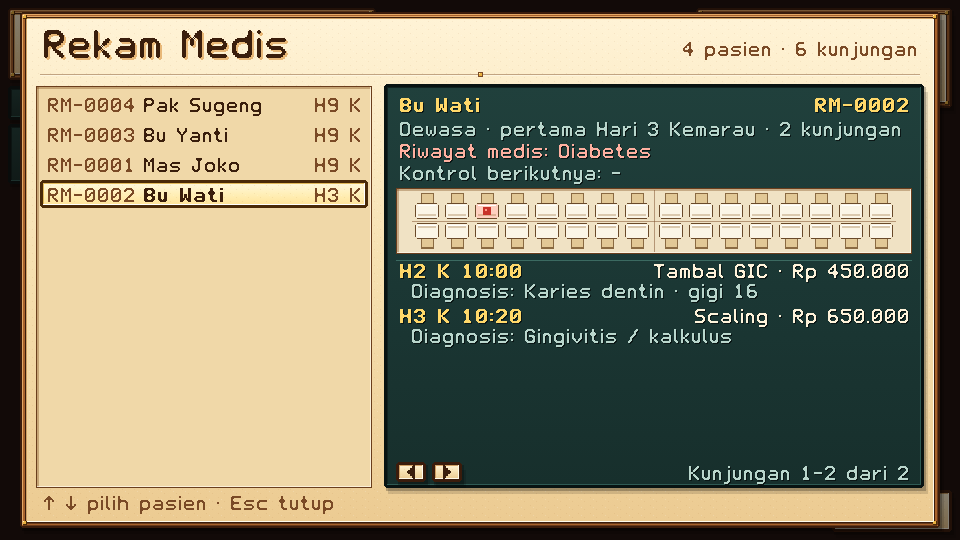 Rekam Medis
4 pasien · 6 kunjungan
RM-0004 Pak Sugeng H9 K
RM-0003 Bu Yanti H9 K
RM-0001 Mas Joko H9 K
RM-0002 Bu Wati H3 K
Bu Wati RM-0002
Dewasa · pertama Hari 3 Kemarau · 2 kunjungan
Riwayat medis: Diabetes
Kontrol berikutnya: -
H2 K 10:00 Tambal GIC · Rp 450.000
Diagnosis: Karies dentin · gigi 16
H3 K 10:20 Scaling · Rp 650.000
Diagnosis: Gingivitis / kalkulus
Kunjungan 1-2 dari 2
↑ ↓ pilih pasien · Esc tutup